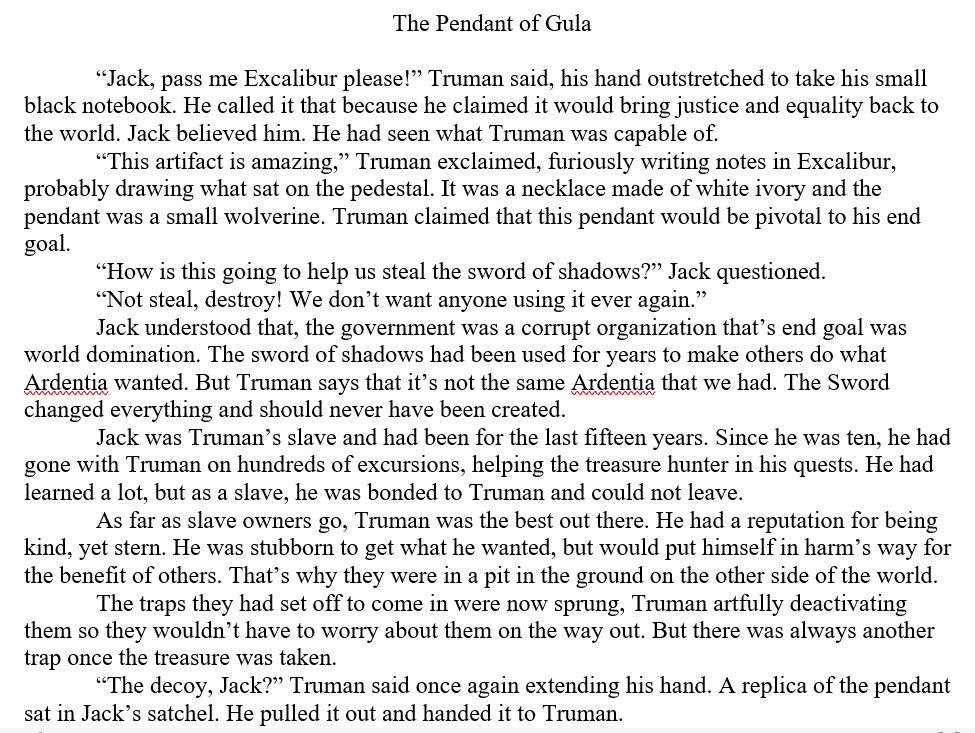 The Pendant of Gula
“Jack, pass me Excalibur please!” Truman said, his hand outstretched to take his small
black notebook. He called it that because he claimed it would bring justice and equality back to
the world. Jack believed him. He had seen what Truman was capable of.
“This artifact is amazing,” Truman exclaimed, furiously writing notes in Excalibur,
probably drawing what sat on the pedestal. It was a necklace made of white ivory and the
pendant was a small wolverine. Truman claimed that this pendant would be pivotal to his end
goal.
“How is this going to help us steal the sword of shadows?” Jack questioned.
“Not steal, destroy! We don’t want anyone using it ever again.”
Jack understood that, the government was a corrupt organization that’s end goal was
world domination. The sword of shadows had been used for years to make others do what
Ardentia wanted. But Truman says that it’s not the same Ardentia that we had. The Sword
changed everything and should never have been created.
Jack was Truman’s slave and had been for the last fifteen years. Since he was ten, he had
gone with Truman on hundreds of excursions, helping the treasure hunter in his quests. He had
learned a lot, but as a slave, he was bonded to Truman and could not leave.
As far as slave owners go, Truman was the best out there. He had a reputation for being
kind, yet stern. He was stubborn to get what he wanted, but would put himself in harm’s way for
the benefit of others. That’s why they were in a pit in the ground on the other side of the world.
The traps they had set off to come in were now sprung, Truman artfully deactivating
them so they wouldn’t have to worry about them on the way out. But there was always another
trap once the treasure was taken.
“The decoy, Jack?” Truman said once again extending his hand. A replica of the pendant
sat in Jack’s satchel. He pulled it out and handed it to Truman.